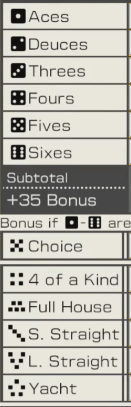 Aces
Deuces
Threes
Fours
Fives
Sixes
Subtotal
+35 Bonus
Bonus if - are
Choice
4 of a Kind
Full House
S. Straight
L. Straight
Yacht